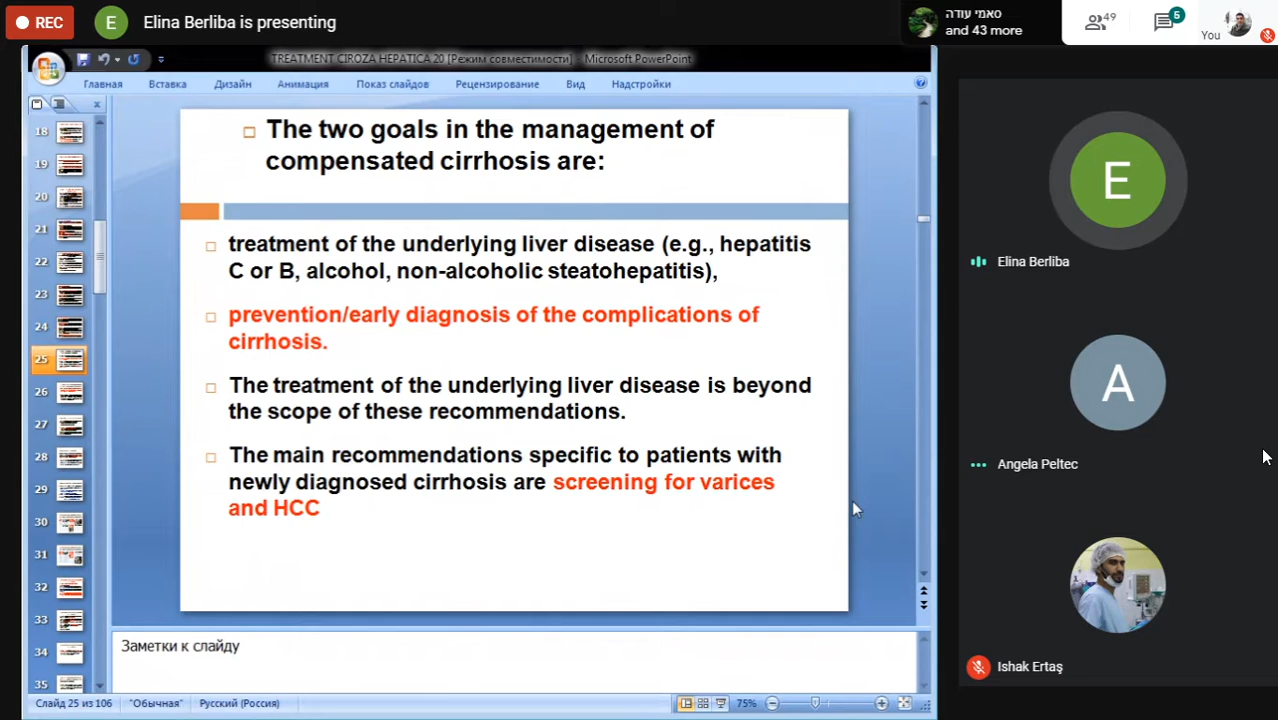 REC
E
Elina Berliba is presenting
סאמי עודה
and 43 more
49
5
You
TREATMENT CIROZA HEPATICA 20 [Режим совместимости] - Microsoft PowerPoint
Главная
Вставка
Дизайн
Анимация
Показ слайдов
Рецензирование
Вид
Надстройки
18
19
20
21
22
23
24
25
26
27
28
29
30
31
32
33
34
35
The two goals in the management of
compensated cirrhosis are:
treatment of the underlying liver disease (e.g., hepatitis
C or B, alcohol, non-alcoholic steatohepatitis),
prevention/early diagnosis of the complications of
cirrhosis.
The treatment of the underlying liver disease is beyond
the scope of these recommendations.
The main recommendations specific to patients with
newly diagnosed cirrhosis are screening for varices
and HCC
Заметки к слайду
Слайд 25 из 106
"Обычная"
Русский (Россия)
75%
E
Elina Berliba
A
Angela Peltec
Ishak Ertaş